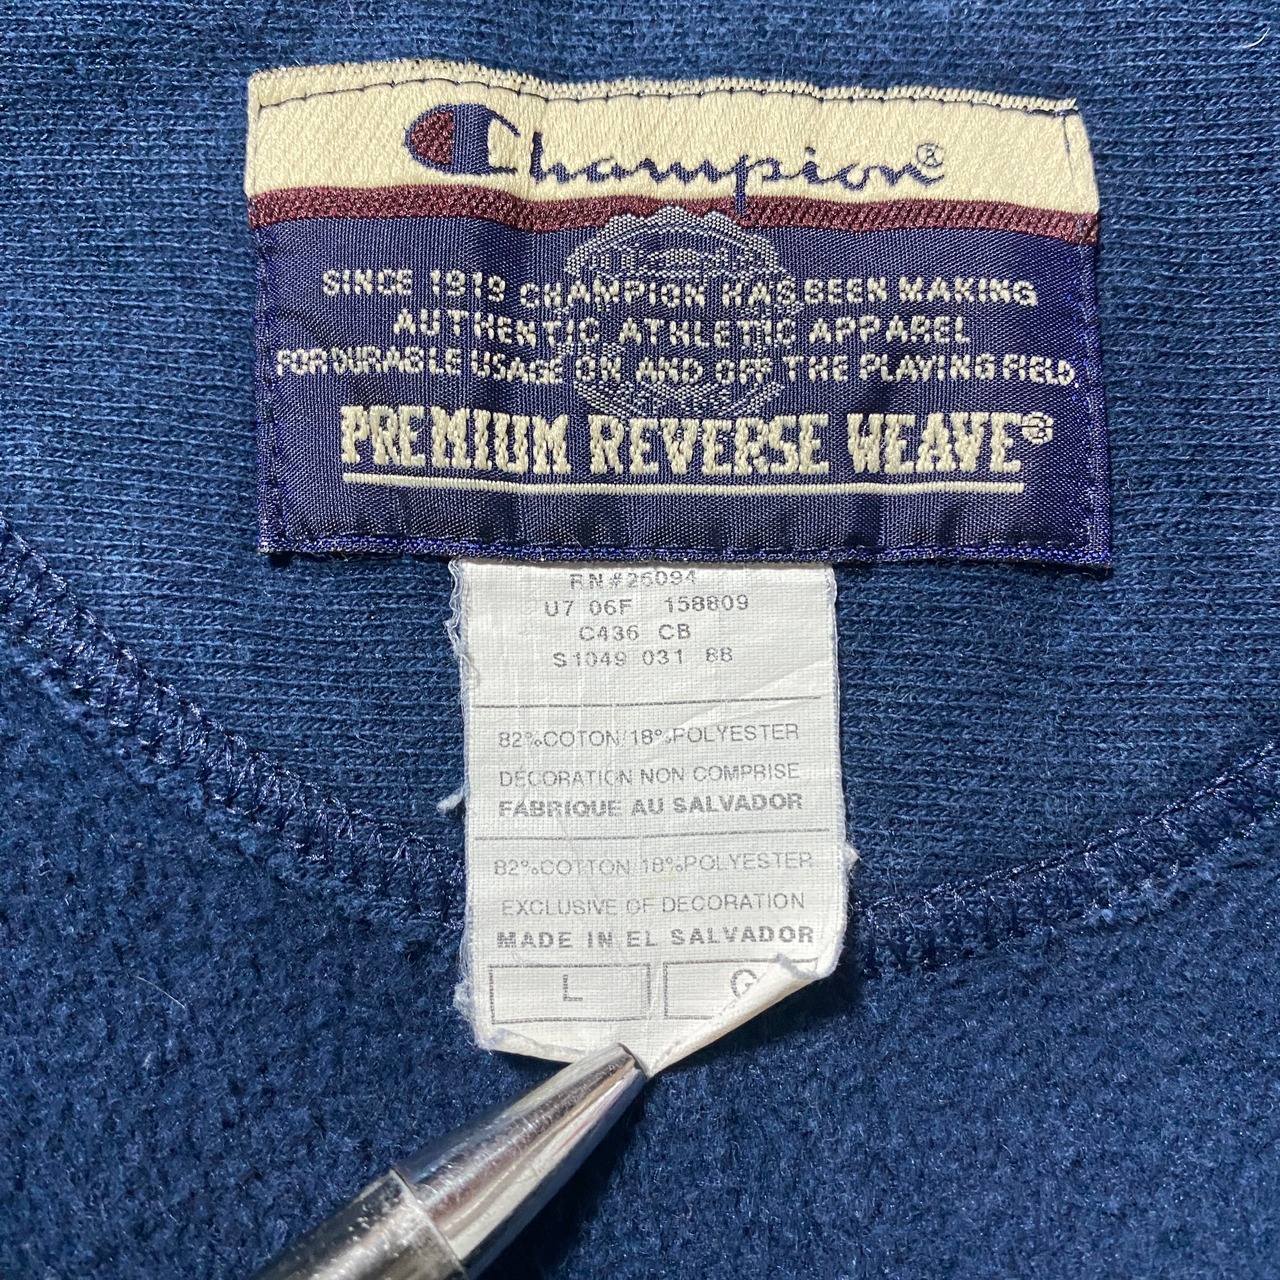 Champion®
SINCE 1919 CHAMPION HAS BEEN MAKING
AUTHENTIC ATHLETIC APPAREL
FOR DURABLE USAGE ON AND OFF THE PLAYING FIELD.
PREMIUM REVERSE WEAVE®
RN#26094
U7 06F 158809
C436 CB
S1049 031 88
82%COTON/18%POLYESTER
DÉCORATION NON COMPRISE
FABRIQUE AU SALVADOR
82%COTTON/18%POLYESTER
EXCLUSIVE OF DECORATION
MADE IN EL SALVADOR
L G